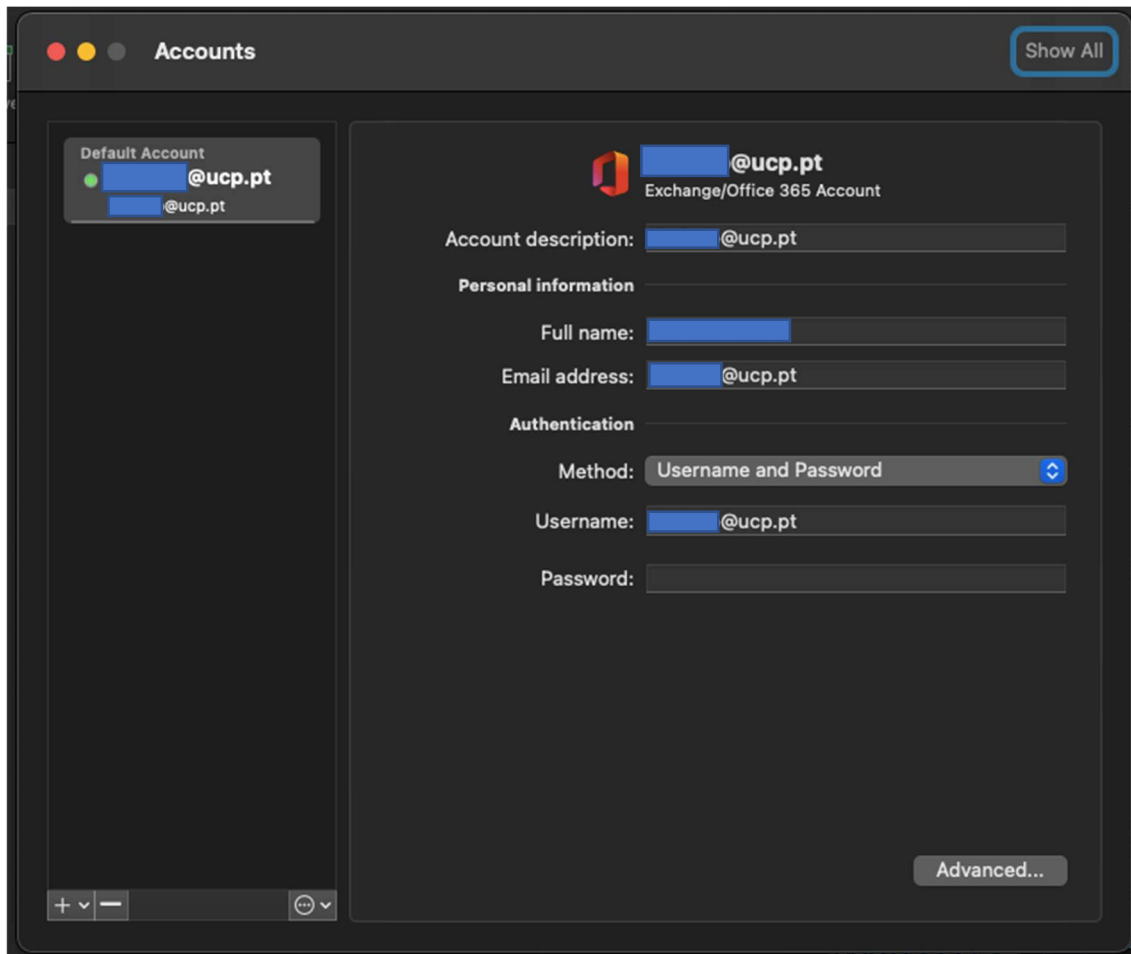 Accounts
Show All
Default Account
@ucp.pt
@ucp.pt
@ucp.pt
Exchange/Office 365 Account
Account description: @ucp.pt
Personal information
Full name:
Email address: @ucp.pt
Authentication
Method: Username and Password
Username: @ucp.pt
Password:
Advanced...